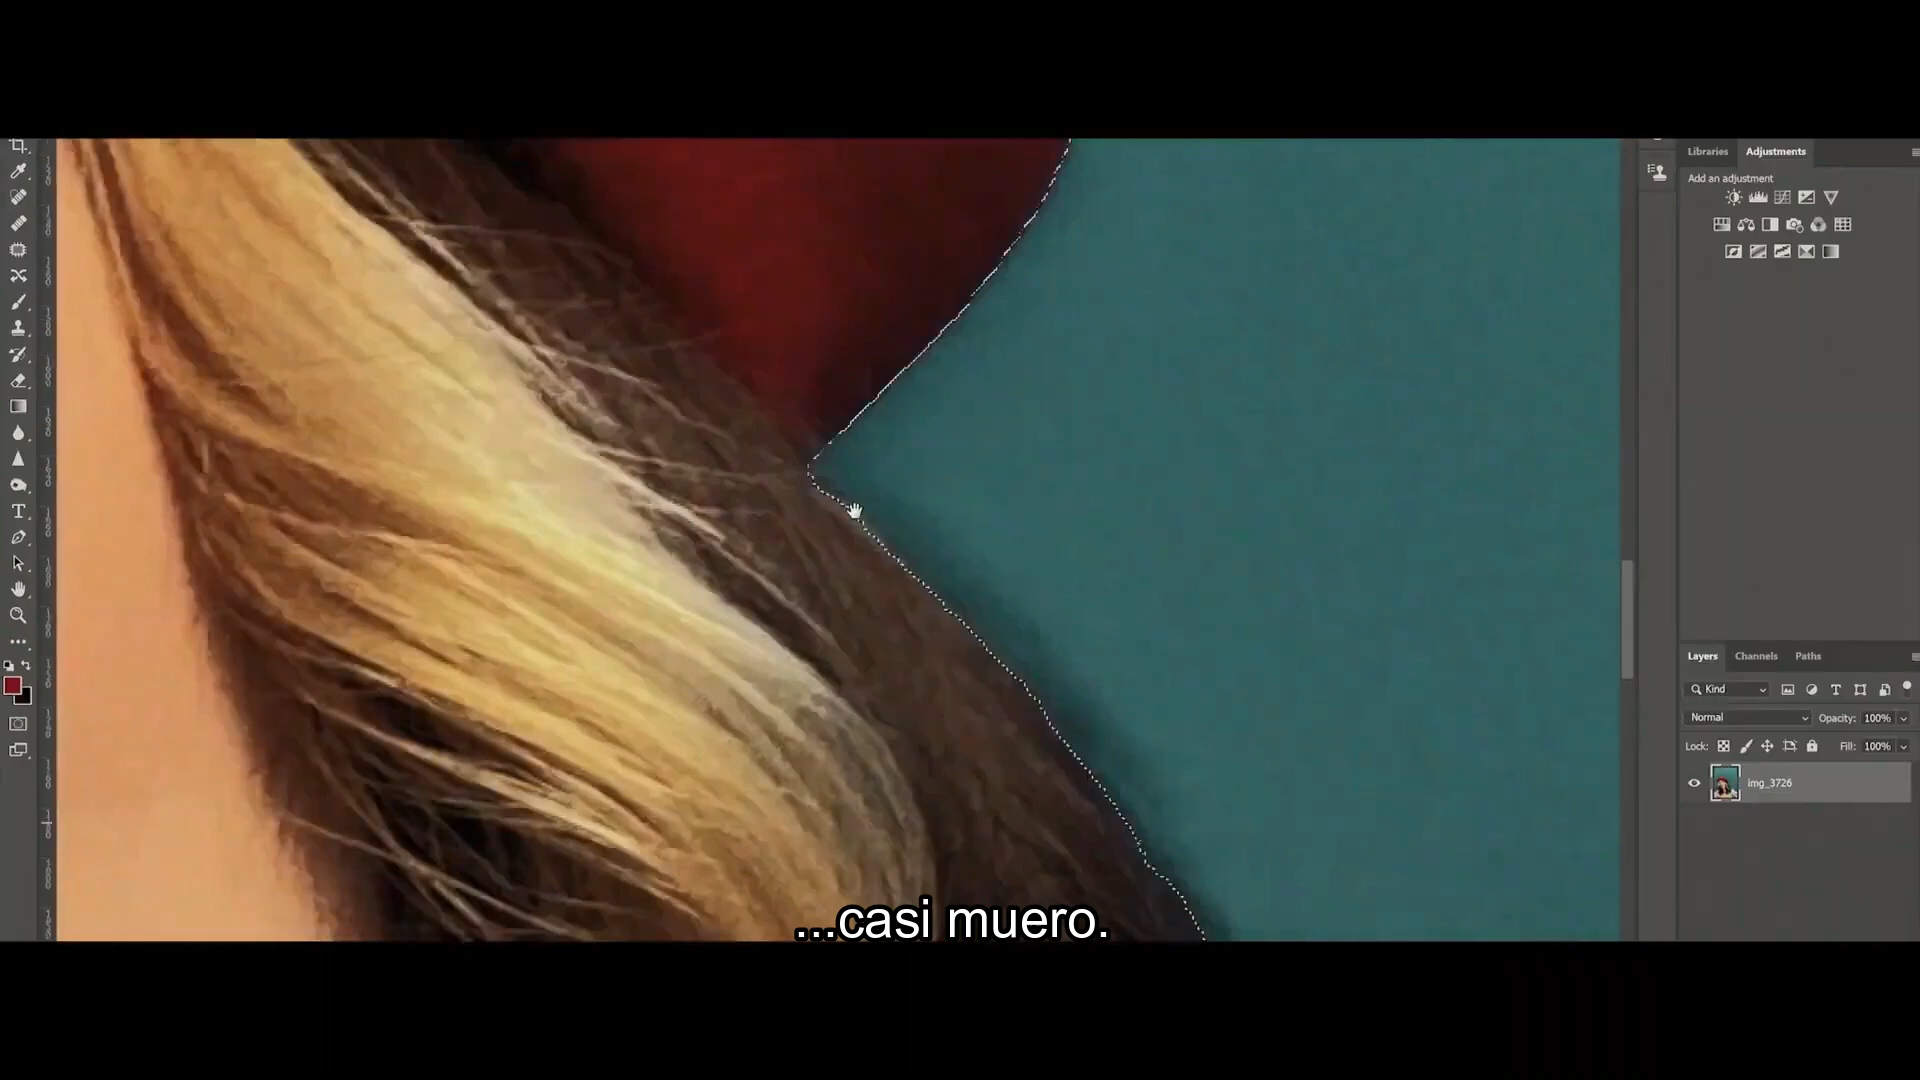 Libraries
Adjustments
Add an adjustment
Layers
Channels
Paths
Kind
Normal
Opacity: 100%
Lock:
Fill: 100%
img_3726
...casi muero.